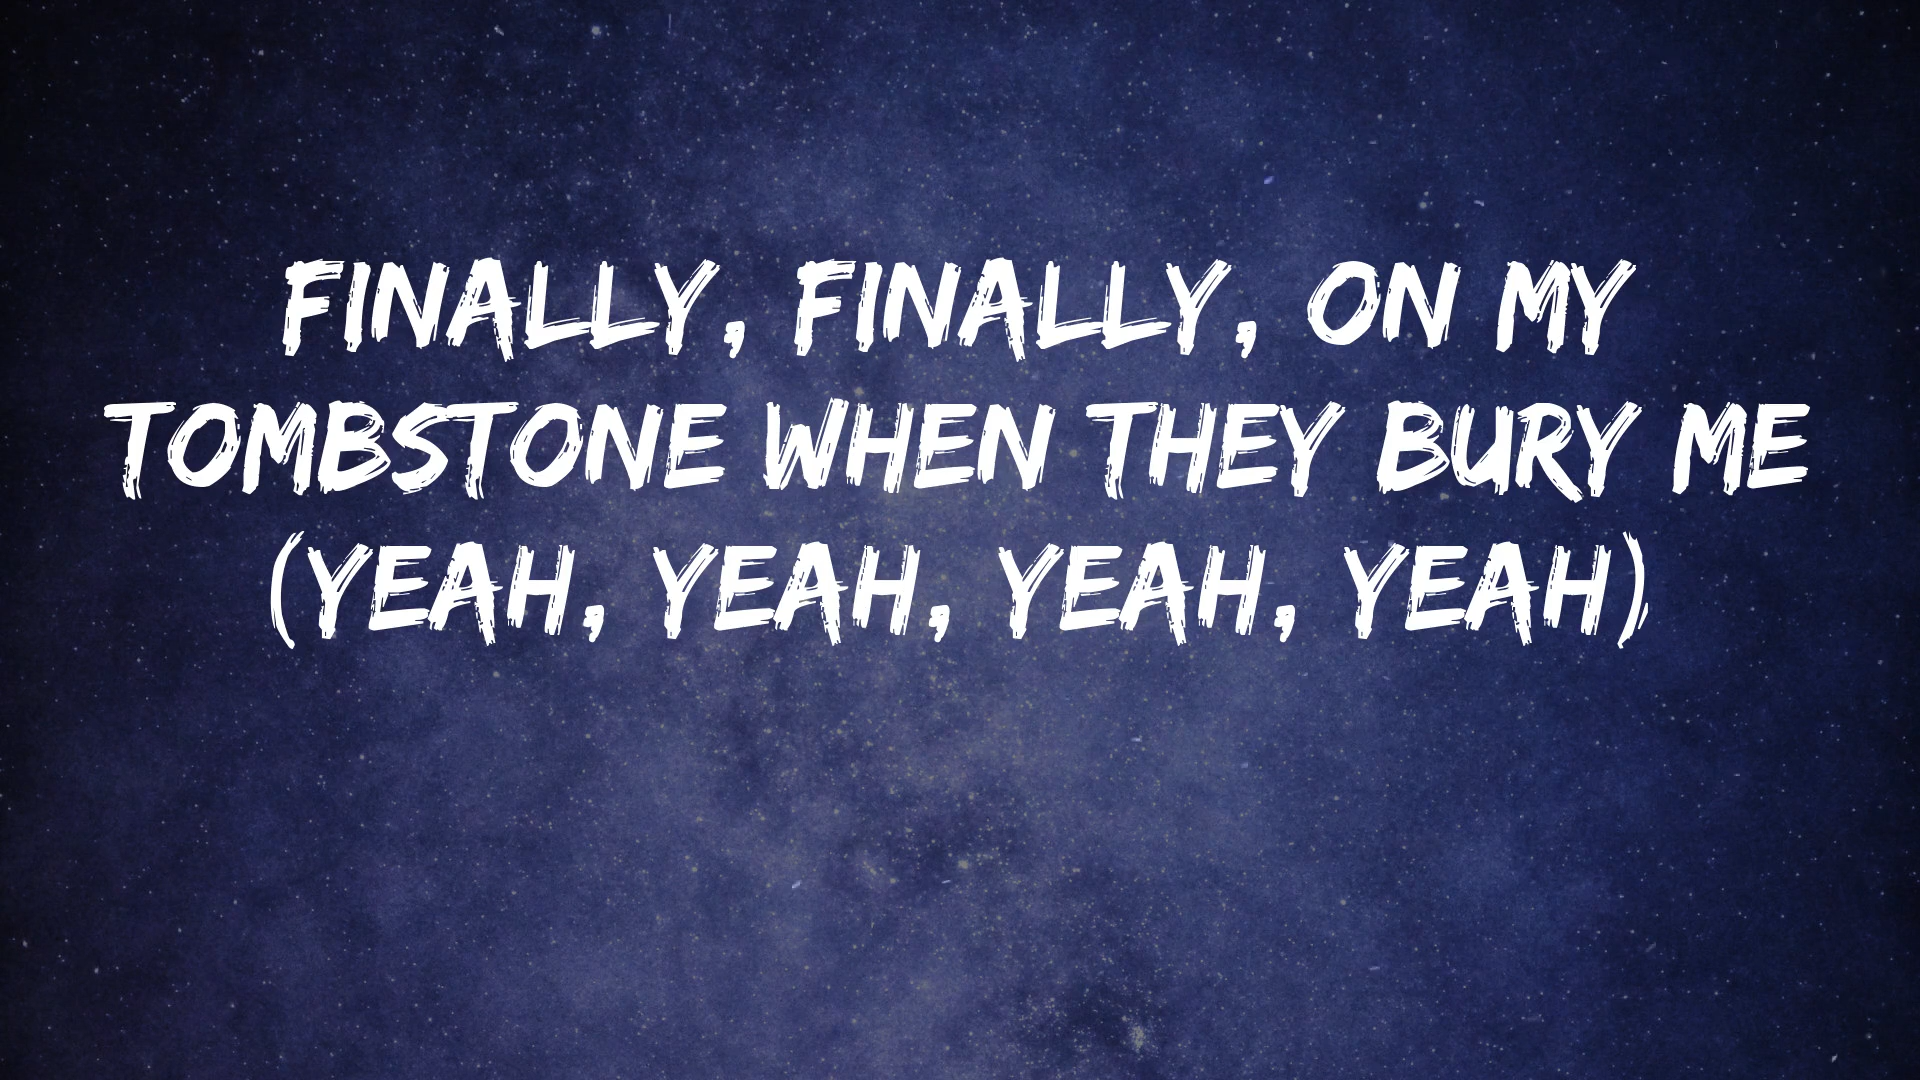 FINALLY, FINALLY, ON MY
TOMBSTONE WHEN THEY BURY ME
(YEAH, YEAH, YEAH, YEAH)